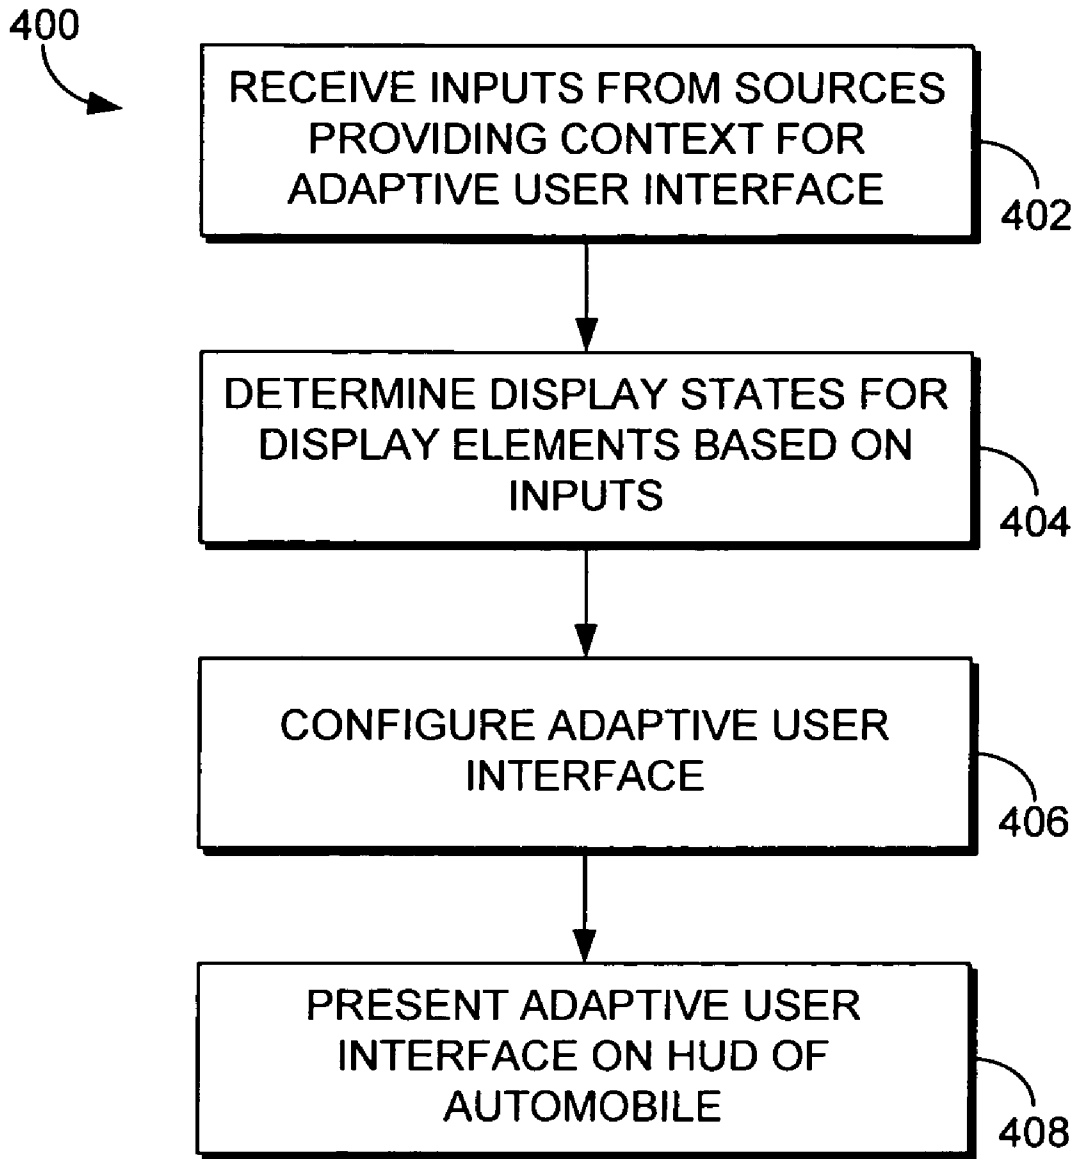 400
RECEIVE INPUTS FROM SOURCES
PROVIDING CONTEXT FOR
ADAPTIVE USER INTERFACE
402
DETERMINE DISPLAY STATES FOR
DISPLAY ELEMENTS BASED ON
INPUTS
404
CONFIGURE ADAPTIVE USER
INTERFACE
406
PRESENT ADAPTIVE USER
INTERFACE ON HUD OF
AUTOMOBILE
408